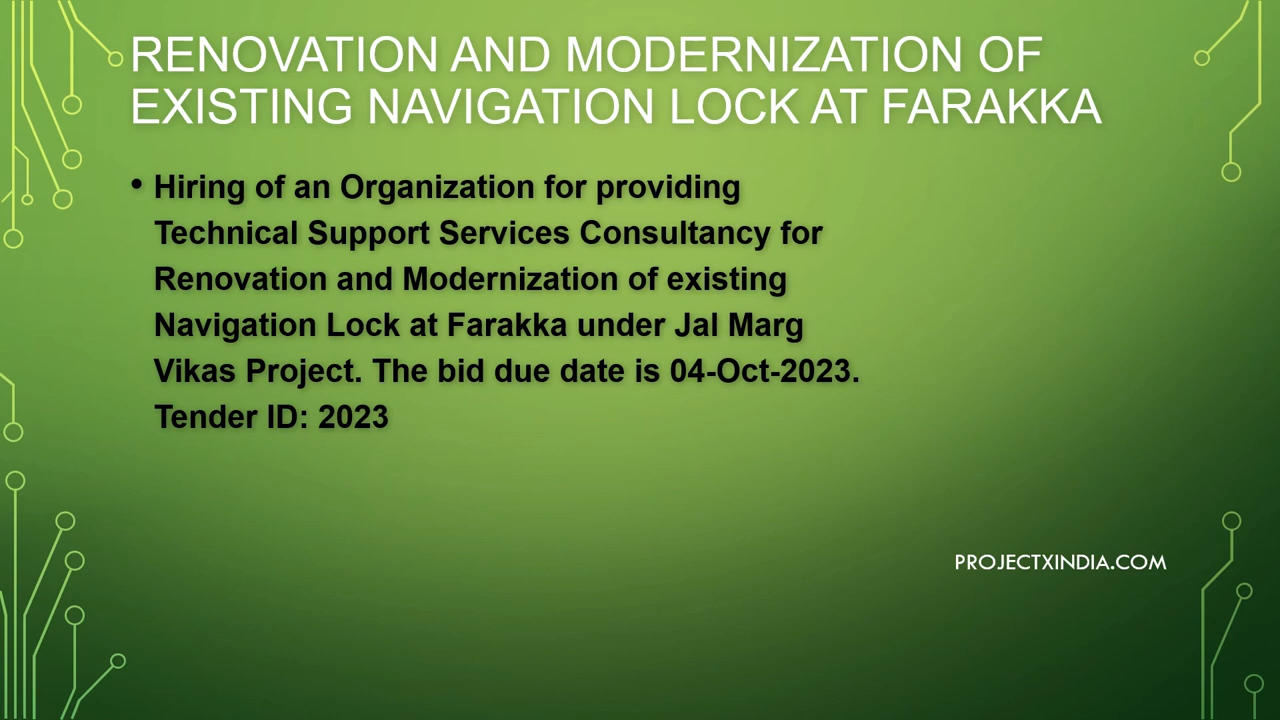 RENOVATION AND MODERNIZATION OF
EXISTING NAVIGATION LOCK AT FARAKKA
• Hiring of an Organization for providing
Technical Support Services Consultancy for
Renovation and Modernization of existing
Navigation Lock at Farakka under Jal Marg
Vikas Project. The bid due date is 04-Oct-2023.
Tender ID: 2023
PROJECTXINDIA.COM